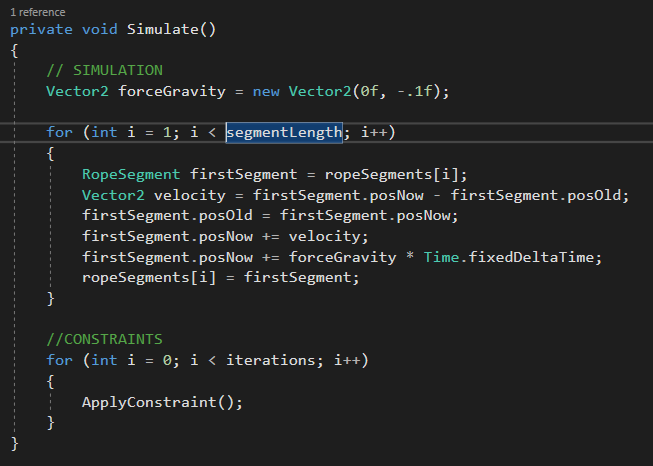 1 reference
private void Simulate()
{
// SIMULATION
Vector2 forceGravity = new Vector2(0f, -.1f);
for (int i = 1; i < segmentLength; i++)
{
RopeSegment firstSegment = ropeSegments[i];
Vector2 velocity = firstSegment.posNow - firstSegment.posOld;
firstSegment.posOld = firstSegment.posNow;
firstSegment.posNow += velocity;
firstSegment.posNow += forceGravity * Time.fixedDeltaTime;
ropeSegments[i] = firstSegment;
}
//CONSTRAINTS
for (int i = 0; i < iterations; i++)
{
ApplyConstraint();
}
}